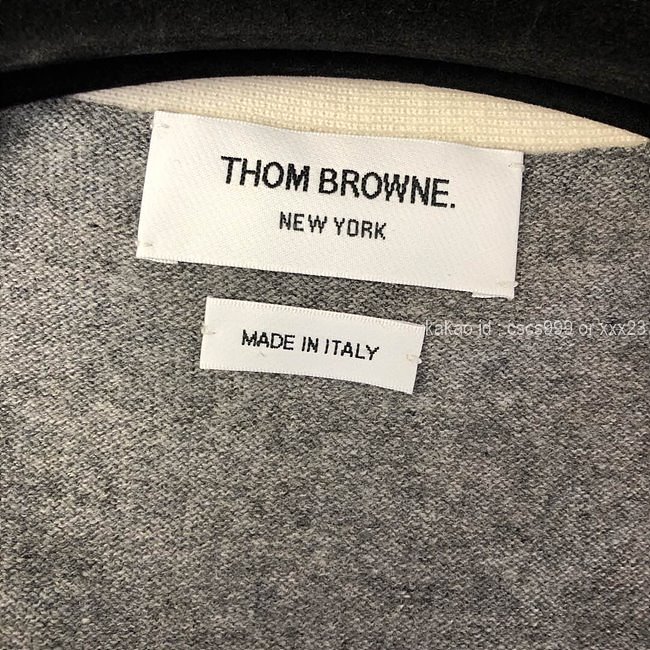 THOM BROWNE.
NEW YORK
MADE IN ITALY
kakao id : cscs999 or xxx23